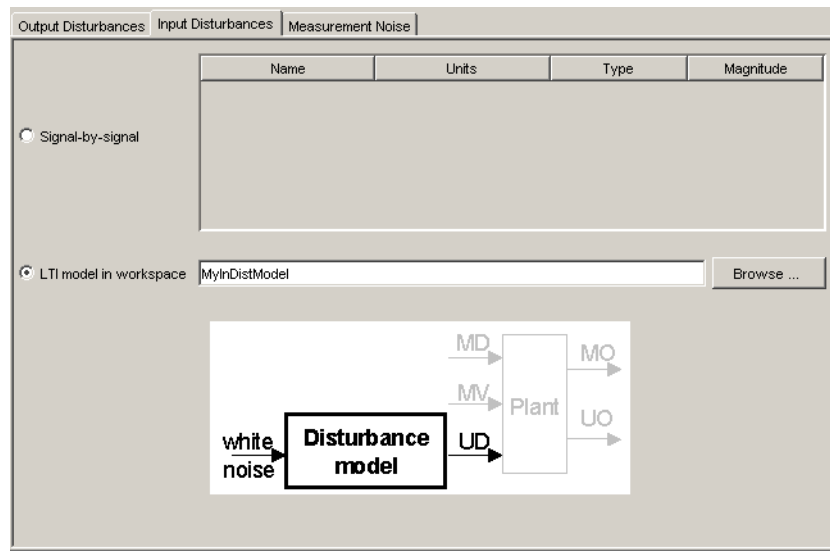 Output Disturbances Input Disturbances Measurement Noise
Name Units Type Magnitude
Signal-by-signal
LTI model in workspace MyInDistModel Browse ...
MD MO
MV Plant
UO
white noise Disturbance model UD